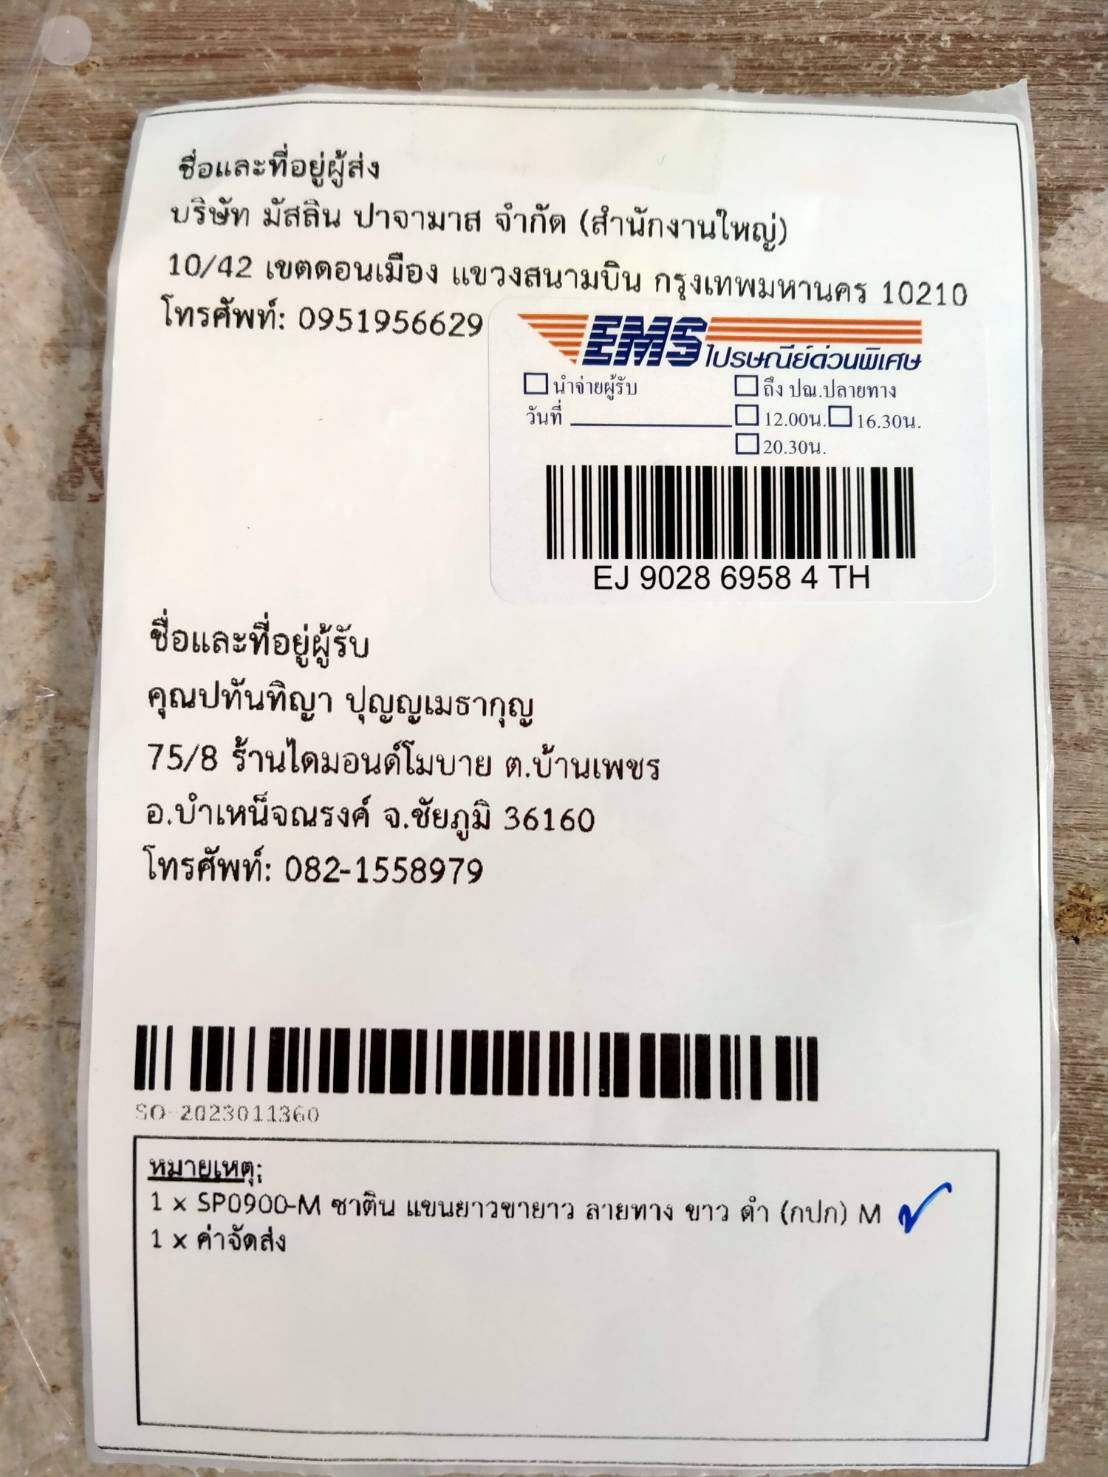 ชื่อและที่อยู่ผู้ส่ง
บริษัท มัสลิน ปาจามาส จำกัด (สำนักงานใหญ่)
10/42 เขตดอนเมือง แขวงสนามบิน กรุงเทพมหานคร 10210
โทรศัพท์: 0951956629
EMS ไปรษณีย์ด่วนพิเศษ
นำจ่ายผู้รับ ถึง ปณ.ปลายทาง
วันที่ 12.00น. 16.30น.
20.30น.
EJ 9028 6958 4 TH
ชื่อและที่อยู่ผู้รับ
คุณปทันทิญา ปุญญเมธากุญ
75/8 ร้านไดมอนด์โมบาย ต.บ้านเพชร
อ.บำเหน็จณรงค์ จ.ชัยภูมิ 36160
โทรศัพท์: 082-1558979
SO-2023011360
หมายเหตุ:
1 x SP0900-M ซาติน แขนยาวขายาว ลายทาง ขาว ดำ (กปก) M
1 x ค่าจัดส่ง